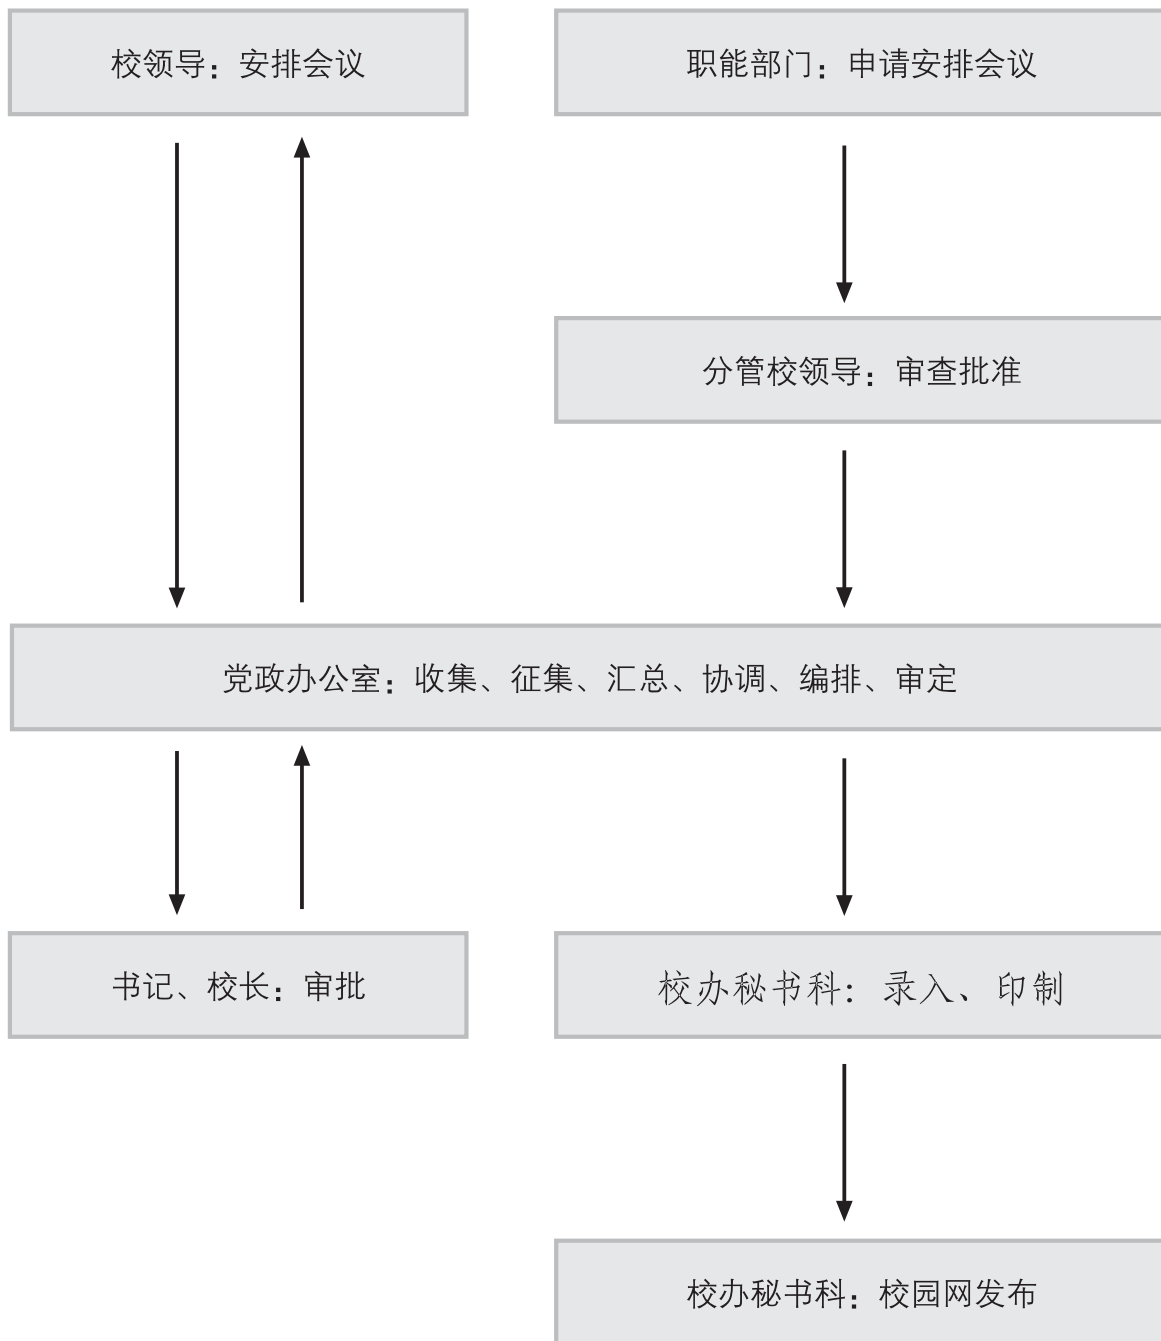 校领导：安排会议
职能部门：申请安排会议
分管校领导：审查批准
党政办公室：收集、征集、汇总、协调、编排、审定
书记、校长：审批
校办秘书科：录入、印制
校办秘书科：校园网发布